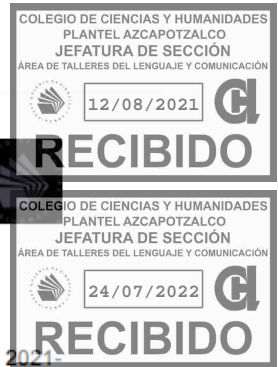 COLEGIO DE CIENCIAS Y HUMANIDADES
PLANTEL AZCAPOTZALCO
JEFATURA DE SECCIÓN
ÁREA DE TALLERES DEL LENGUAJE Y COMUNICACIÓN
12/08/2021
RECIBIDO
COLEGIO DE CIENCIAS Y HUMANIDADES
PLANTEL AZCAPOTZALCO
JEFATURA DE SECCIÓN
ÁREA DE TALLERES DEL LENGUAJE Y COMUNICACIÓN
24/07/2022
RECIBIDO
2021-